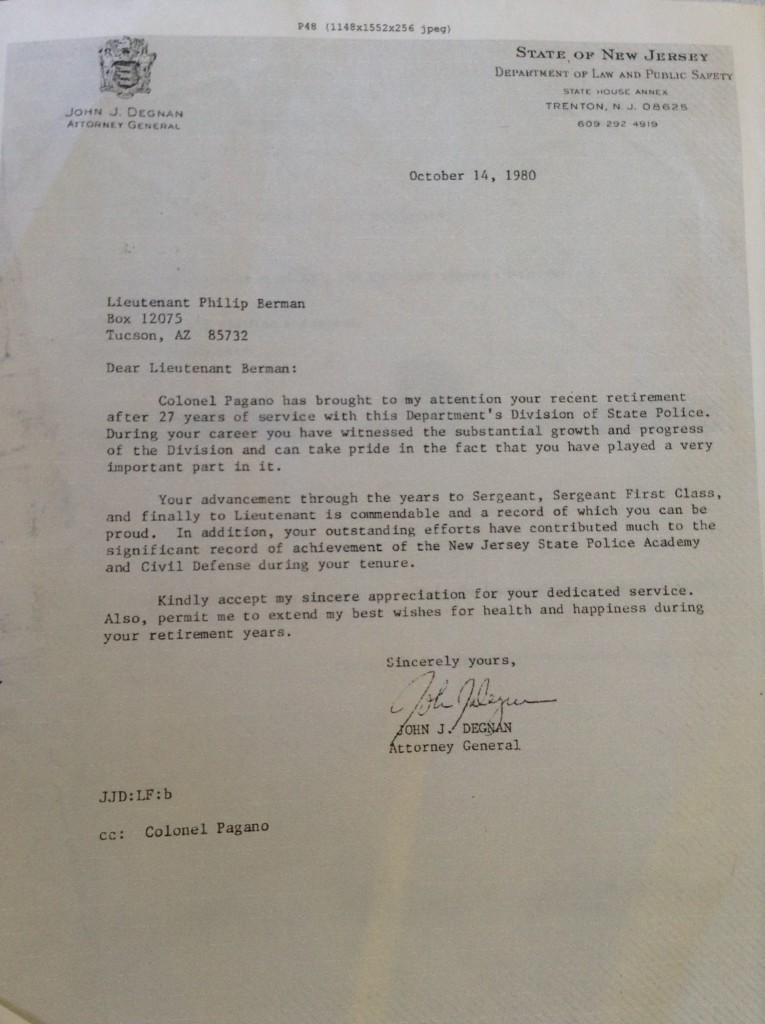 P48 (1148x1552x256 jpeg)
JOHN J. DEGNAN
ATTORNEY GENERAL
STATE OF NEW JERSEY
DEPARTMENT OF LAW AND PUBLIC SAFETY
STATE HOUSE ANNEX
TRENTON, N. J. 08625
609 292 4919
October 14, 1980
Lieutenant Philip Berman
Box 12075
Tucson, AZ 85732
Dear Lieutenant Berman:
Colonel Pagano has brought to my attention your recent retirement
after 27 years of service with this Department's Division of State Police.
During your career you have witnessed the substantial growth and progress
of the Division and can take pride in the fact that you have played a very
important part in it.
Your advancement through the years to Sergeant, Sergeant First Class,
and finally to Lieutenant is commendable and a record of which you can be
proud. In addition, your outstanding efforts have contributed much to the
significant record of achievement of the New Jersey State Police Academy
and Civil Defense during your tenure.
Kindly accept my sincere appreciation for your dedicated service.
Also, permit me to extend my best wishes for health and happiness during
your retirement years.
Sincerely yours,
John J. Degnan
JOHN J. DEGNAN
Attorney General
JJD:LF:b
cc: Colonel Pagano